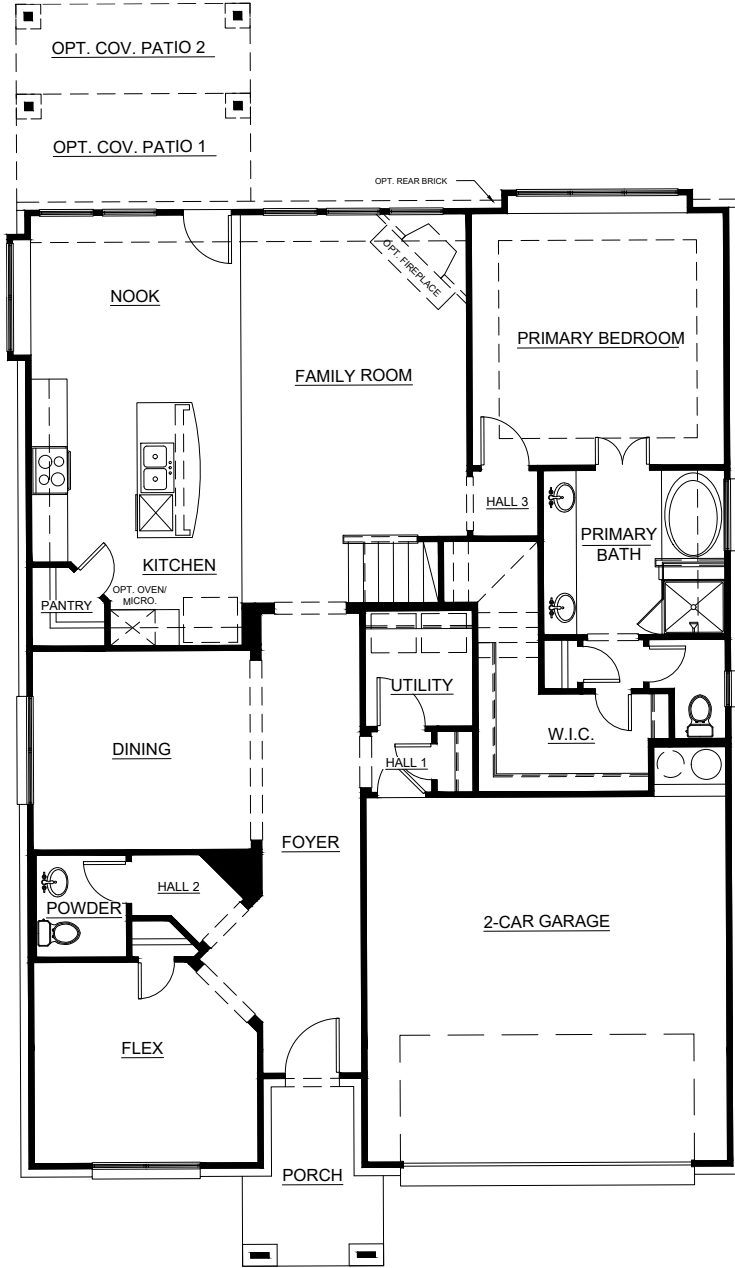 OPT. COV. PATIO 2
OPT. COV. PATIO 1
OPT. REAR BRICK
OPT. FIREPLACE
NOOK
PRIMARY BEDROOM
FAMILY ROOM
HALL 3
PRIMARY
BATH
KITCHEN
OPT. OVEN/
MICRO.
PANTRY
UTILITY
W.I.C.
DINING
HALL 1
FOYER
HALL 2
POWDER
2-CAR GARAGE
FLEX
PORCH